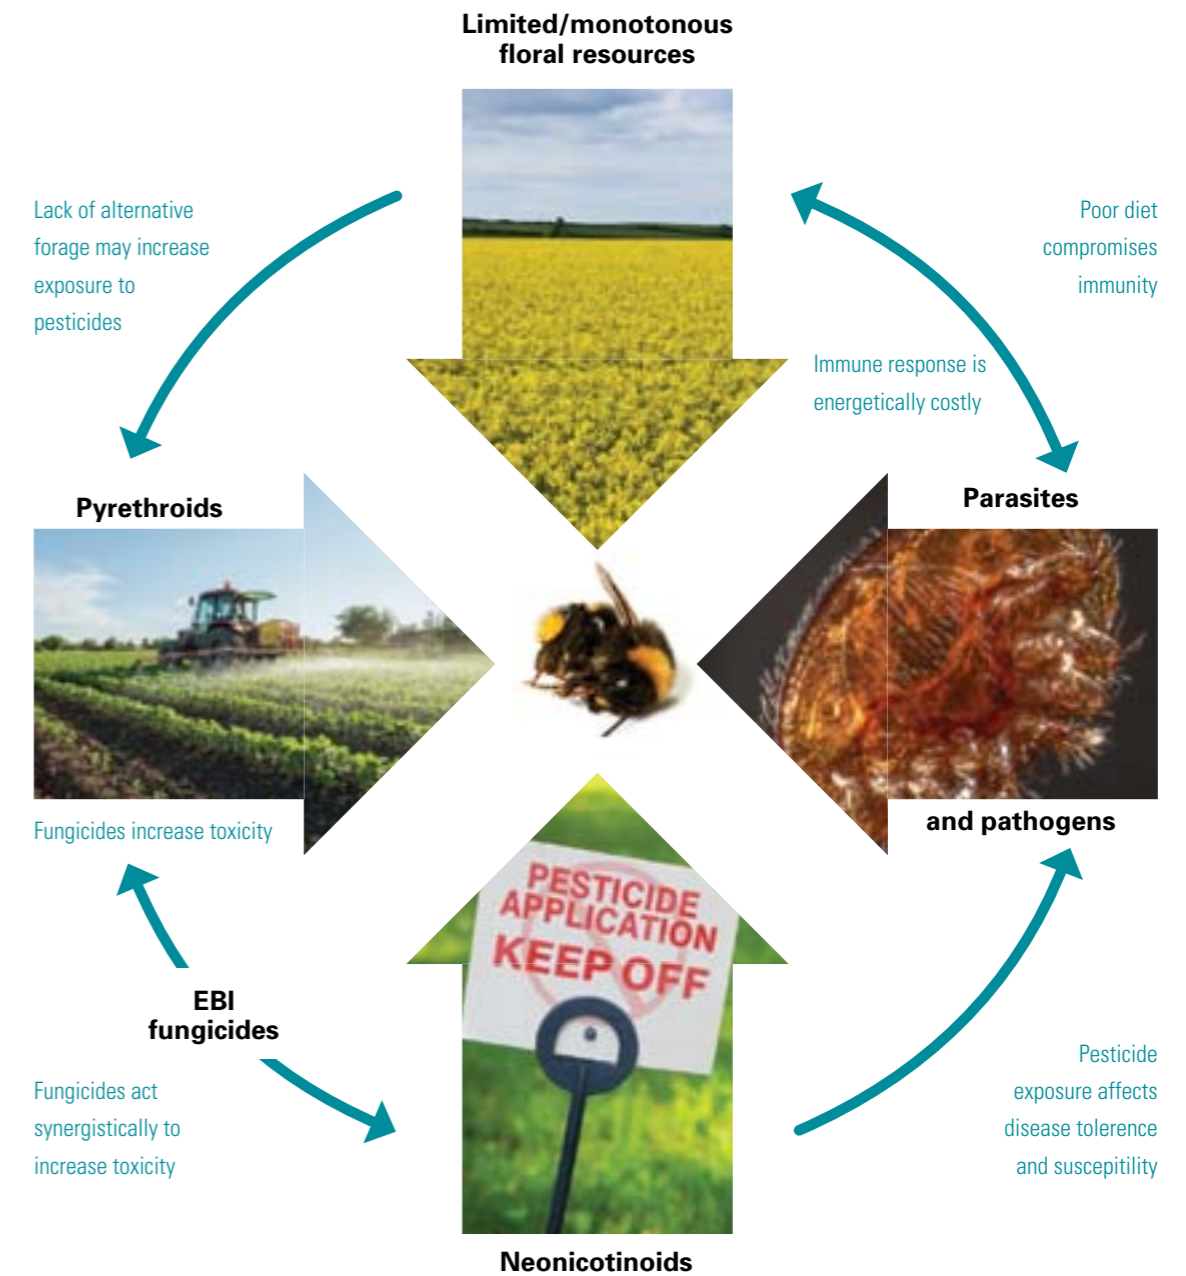 Limited/monotonous
floral resources
Lack of alternative
forage may increase
exposure to
pesticides
Poor diet
compromises
immunity
Immune response is
energetically costly
Pyrethroids
Parasites
and pathogens
Fungicides increase toxicity
PESTICIDE
APPLICATION
KEEP OFF
EBI
fungicides
Fungicides act
synergistically to
increase toxicity
Pesticide
exposure affects
disease tolerence
and suscepitility
Neonicotinoids